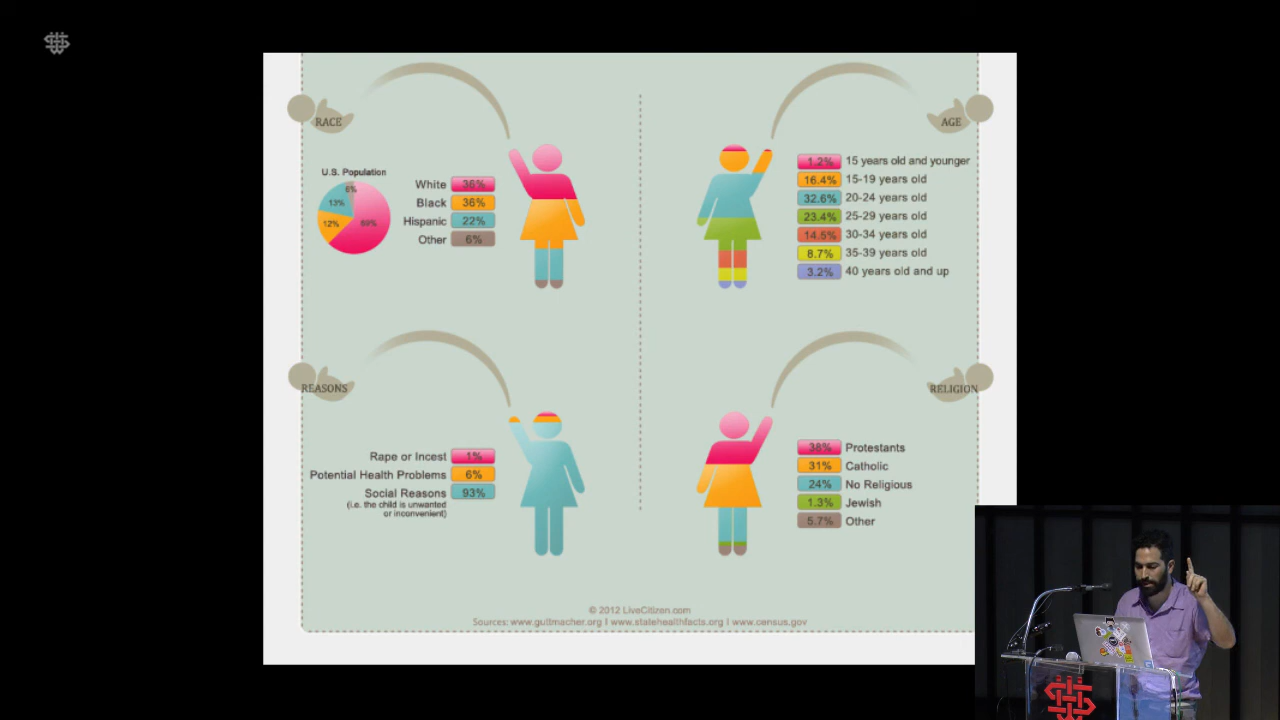 RACE
U.S. Population
6%
13%
12%
69%
White 36%
Black 36%
Hispanic 22%
Other 6%
AGE
1.2% 15 years old and younger
16.4% 15-19 years old
32.6% 20-24 years old
23.4% 25-29 years old
14.5% 30-34 years old
8.7% 35-39 years old
3.2% 40 years old and up
REASONS
Rape or Incest 1%
Potential Health Problems 6%
Social Reasons 93%
(i.e. the child is unwanted
or inconvenient)
RELIGION
38% Protestants
31% Catholic
24% No Religious
1.3% Jewish
5.7% Other
© 2012 LiveCitizen.com
Sources: www.guttmacher.org I www.statehealthfacts.org I www.census.gov